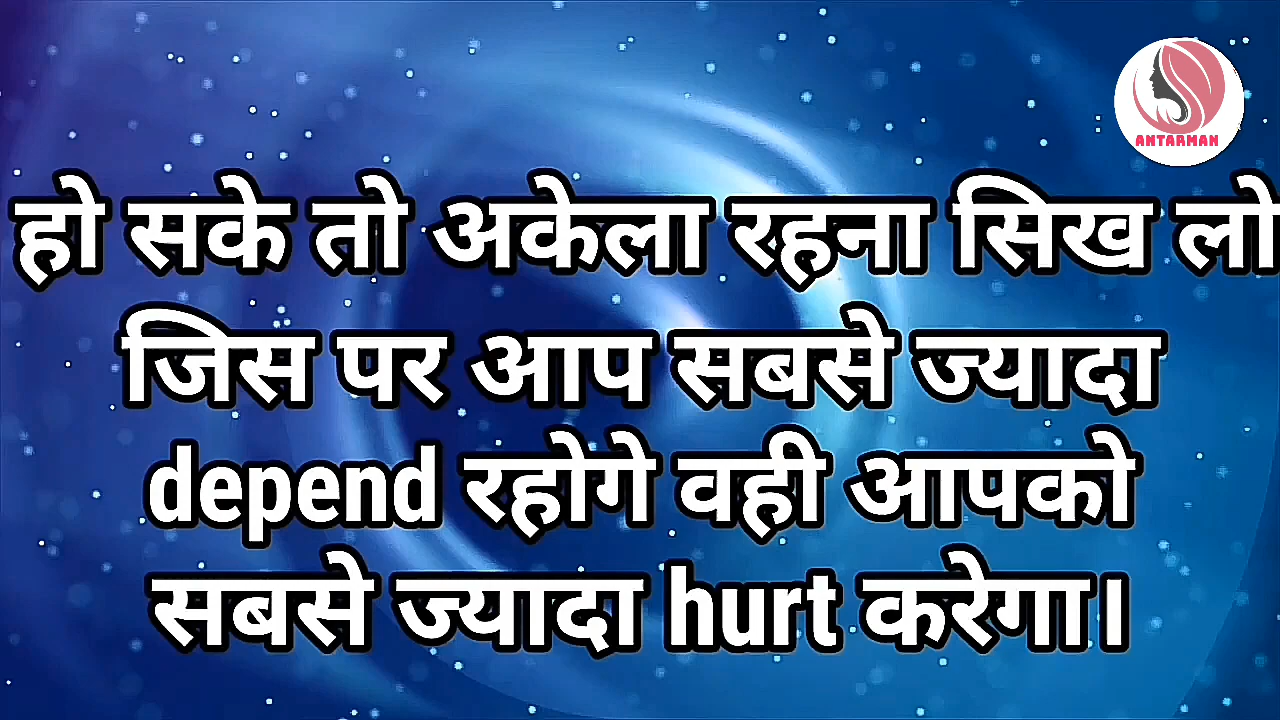 ANTARMAN
हो सके तो अकेला रहना सिख लो
जिस पर आप सबसे ज्यादा
depend रहोगे वही आपको
सबसे ज्यादा hurt करेगा।